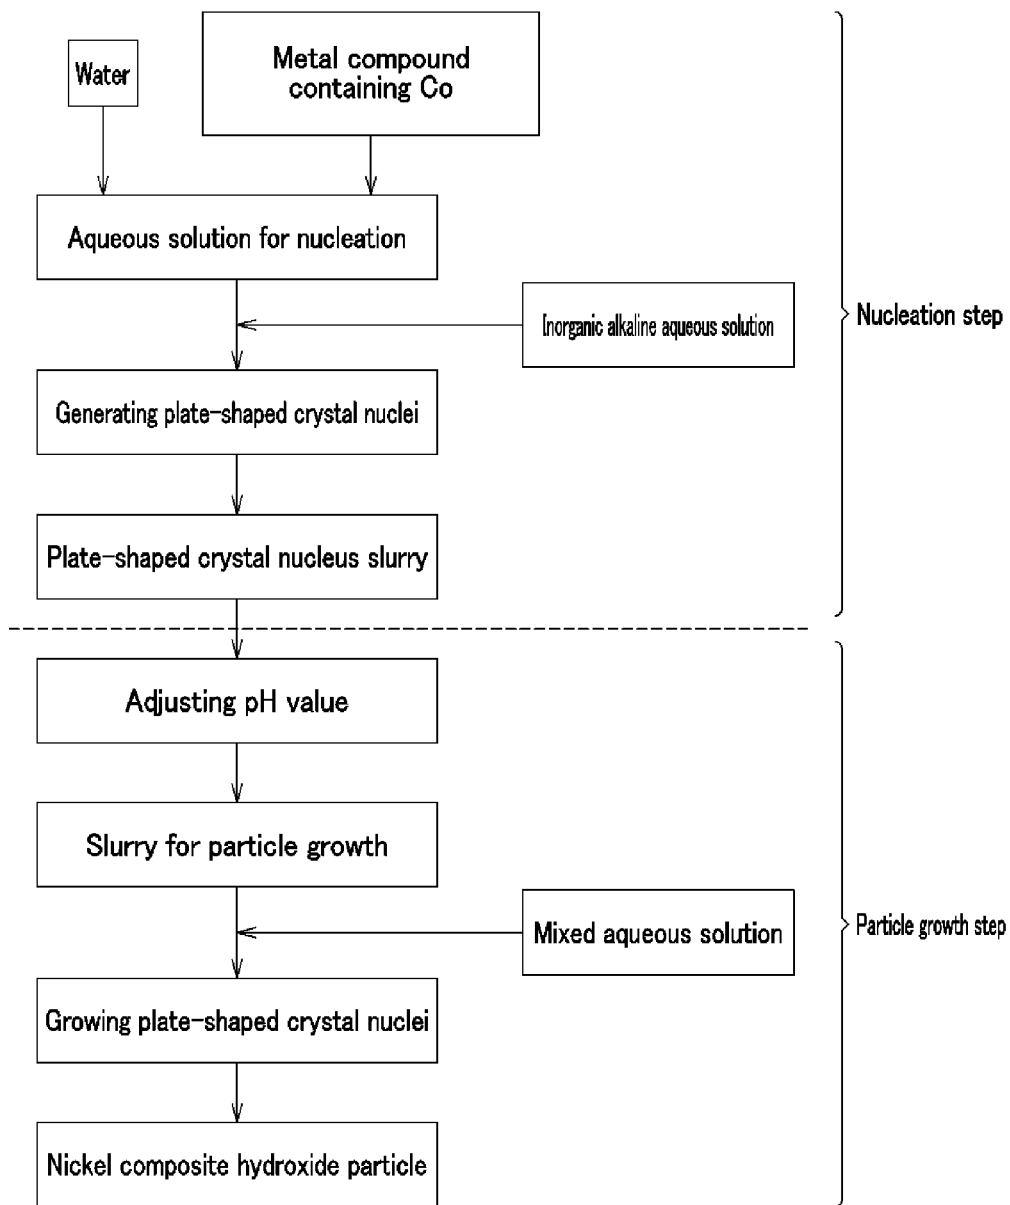 Water
Metal compound
containing Co
Aqueous solution for nucleation
Inorganic alkaline aqueous solution
Nucleation step
Generating plate-shaped crystal nuclei
Plate-shaped crystal nucleus slurry
Adjusting pH value
Slurry for particle growth
Mixed aqueous solution
Particle growth step
Growing plate-shaped crystal nuclei
Nickel composite hydroxide particle